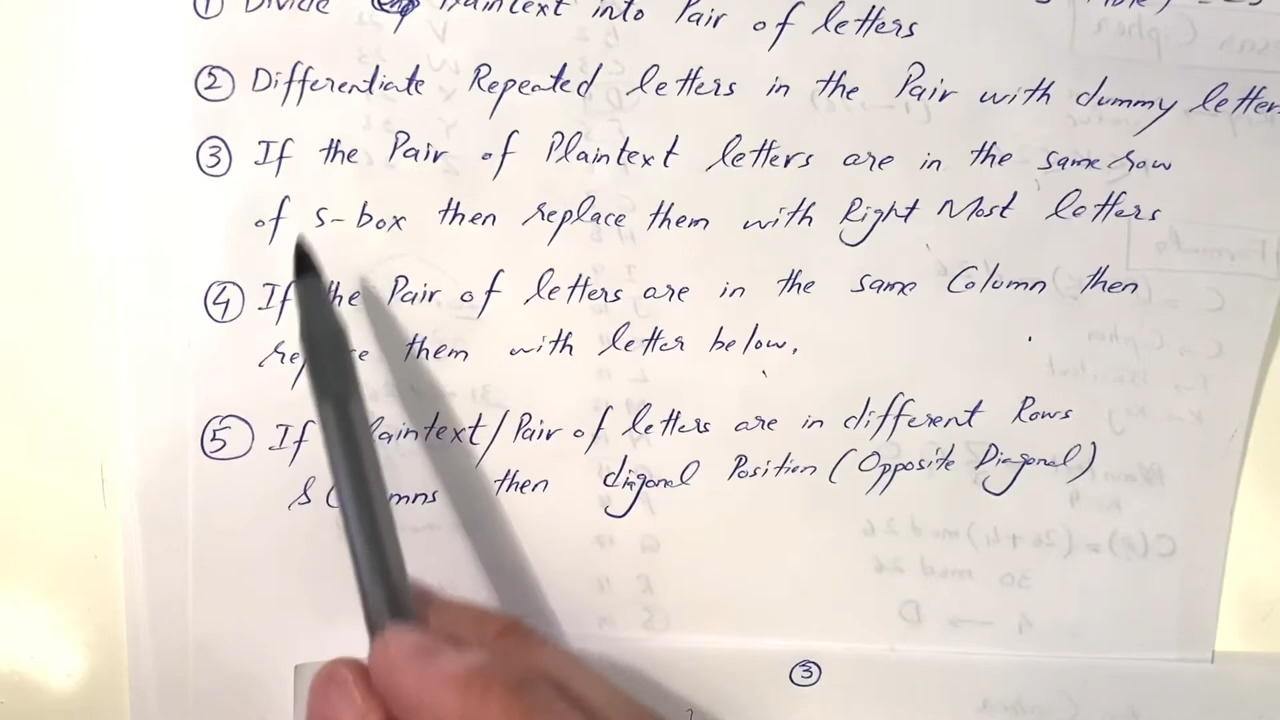 ① Divide Plaintext into Pair of letters
② Differentiate Repeated letters in the Pair with dummy letter
③ If the Pair of Plaintext letters are in the same row
of S-box then replace them with Right Most letters
④ If the Pair of letters are in the same Column then
them with letter below.
⑤ If Plaintext/Pair of letters are in different Rows
& then digonal Position (Opposite Diagonal)
③